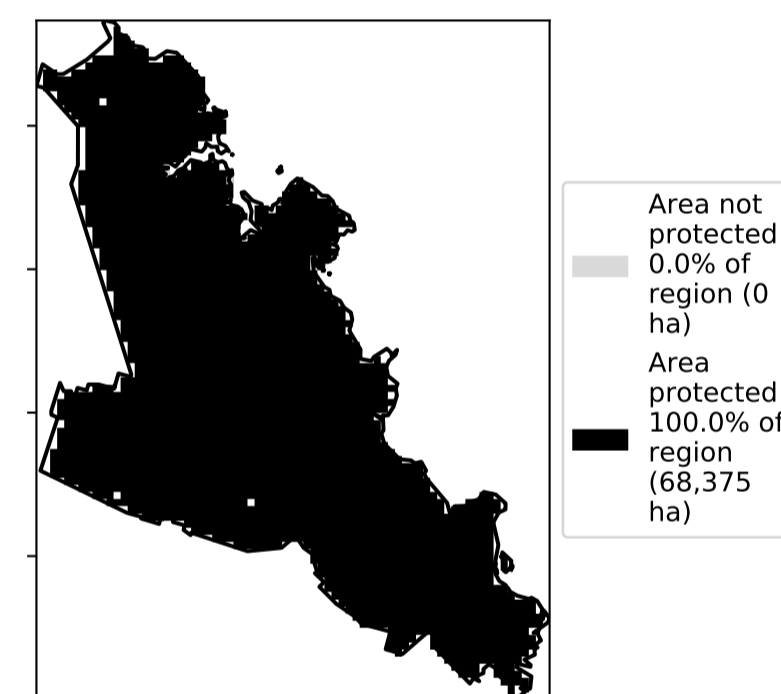 Area not
protected
0.0% of
region (0
ha)
Area
protected
100.0% of
region
(68,375
ha)